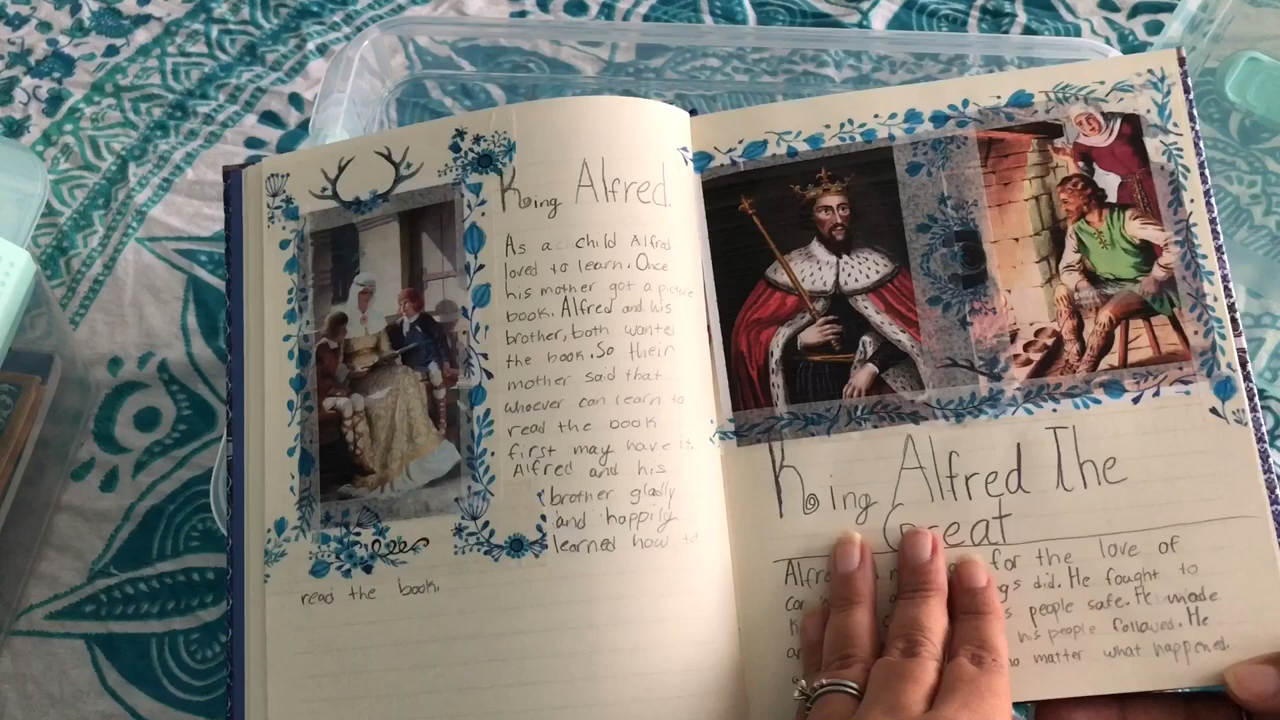 King Alfred.
As a child Alfred
loved to learn. Once
his mother got a picture
book. Alfred and his
brother, both wanted
the book. So their
mother said that
whoever can learn to
read the book
first may have it.
Alfred and his
brother gladly
and happily
learned how to
read the book.
King Alfred The
Great
for the love of
did. He fought to
people safe. He made
his people followed. He
no matter what happened.